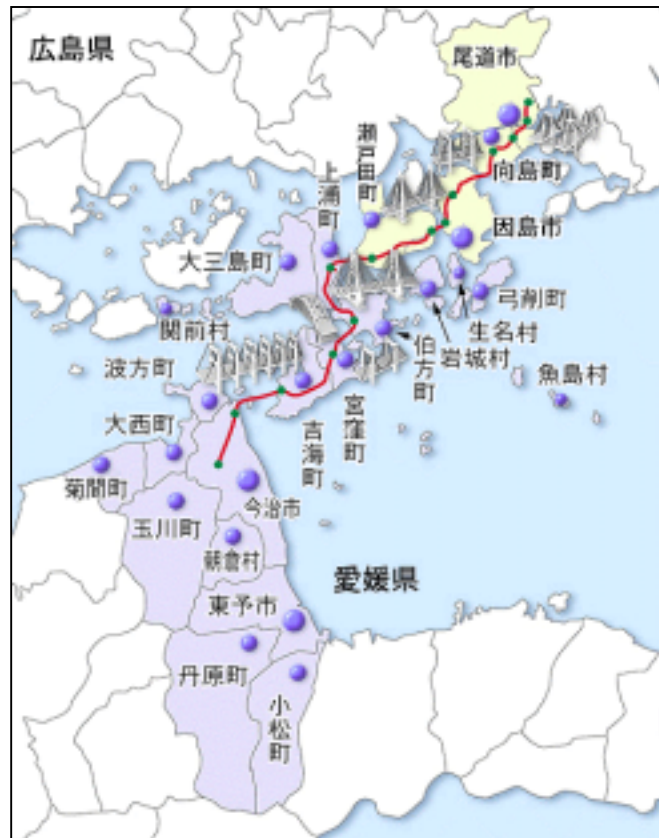 広島県
尾道市
瀬戸田町
向島町
上浦町
因島市
大三島町
弓削町
生名村
関前村
岩城村
伯方町
波方町
魚島村
宮窪町
吉海町
大西町
菊間町
今治市
玉川町
朝倉村
愛媛県
東予市
丹原町
小松町